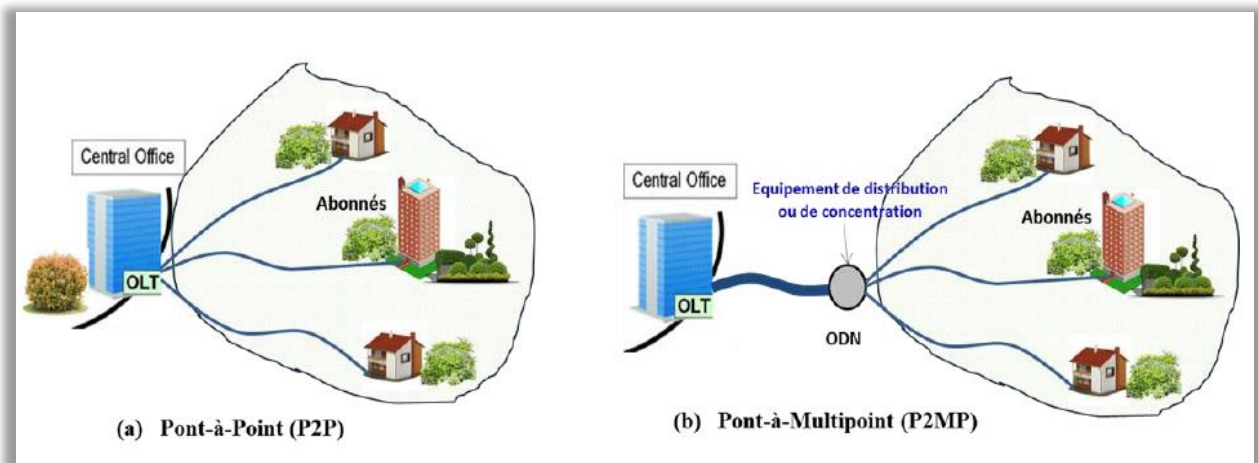 Central Office
Abonnés
OLT
(a) Pont-à-Point (P2P)
Central Office
Equipement de distribution
ou de concentration
Abonnés
OLT
ODN
(b) Pont-à-Multipoint (P2MP)